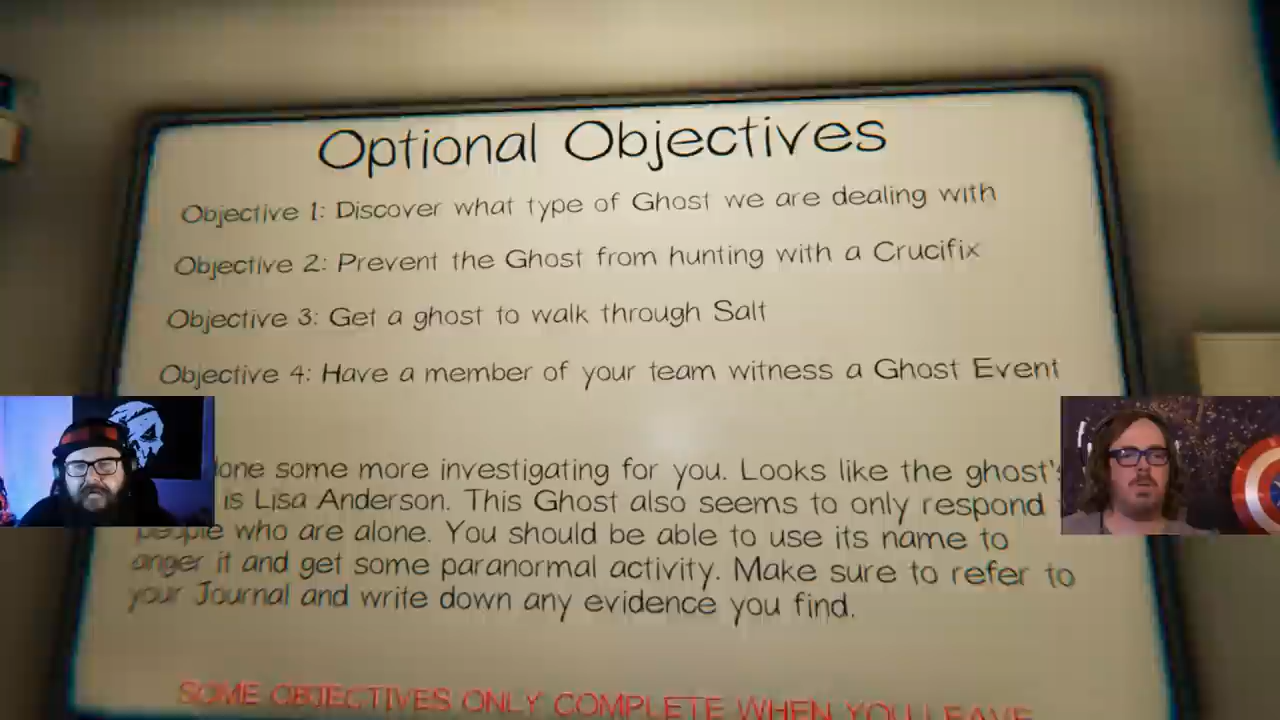 Optional Objectives
Objective 1: Discover what type of Ghost we are dealing with
Objective 2: Prevent the Ghost from hunting with a Crucifix
Objective 3: Get a ghost to walk through Salt
Objective 4: Have a member of your team witness a Ghost Event
one some more investigating for you. Looks like the ghost's
is Lisa Anderson. This Ghost also seems to only respond
people who are alone. You should be able to use its name to
anger it and get some paranormal activity. Make sure to refer to
your Journal and write down any evidence you find.
SOME OBJECTIVES ONLY COMPLETE WHEN YOU LEAVE